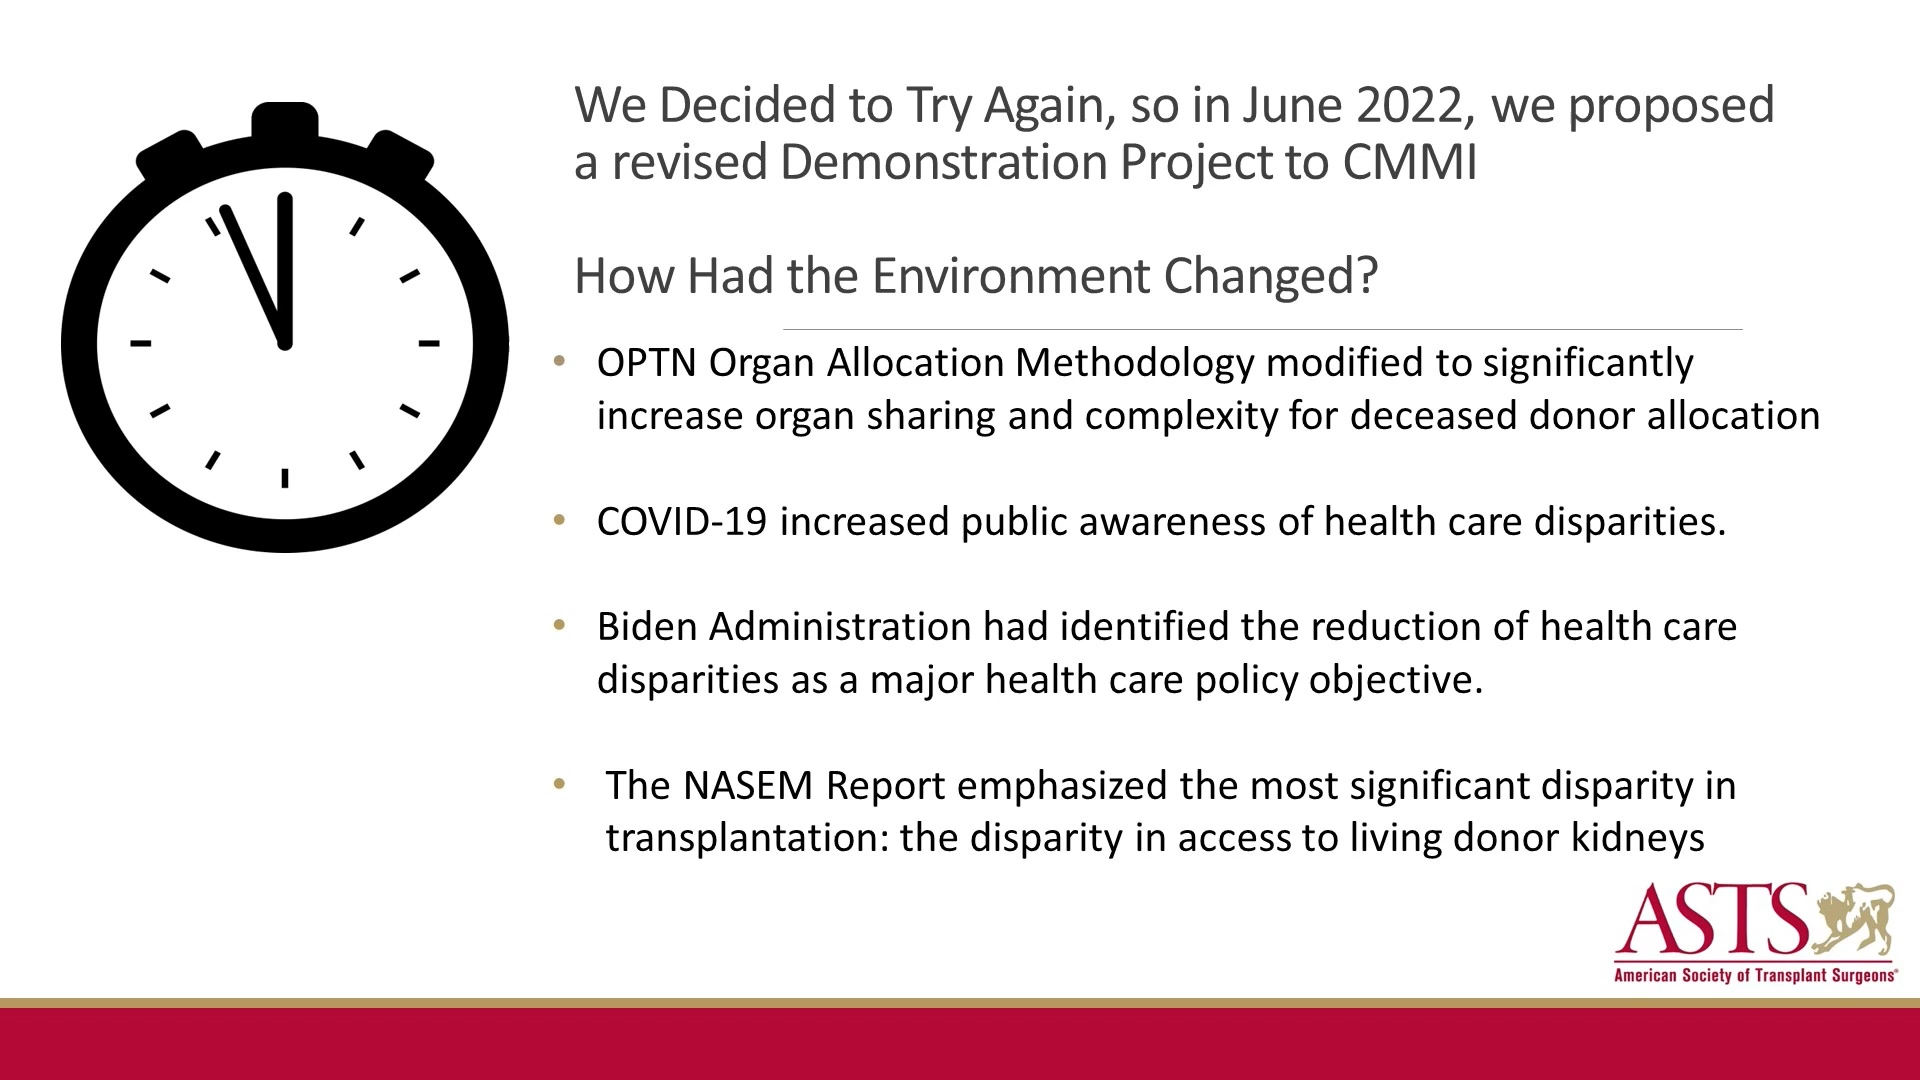 We Decided to Try Again, so in June 2022, we proposed
a revised Demonstration Project to CMMI
How Had the Environment Changed?
• OPTN Organ Allocation Methodology modified to significantly
increase organ sharing and complexity for deceased donor allocation
• COVID-19 increased public awareness of health care disparities.
• Biden Administration had identified the reduction of health care
disparities as a major health care policy objective.
• The NASEM Report emphasized the most significant disparity in
transplantation: the disparity in access to living donor kidneys
ASTS
American Society of Transplant Surgeons®